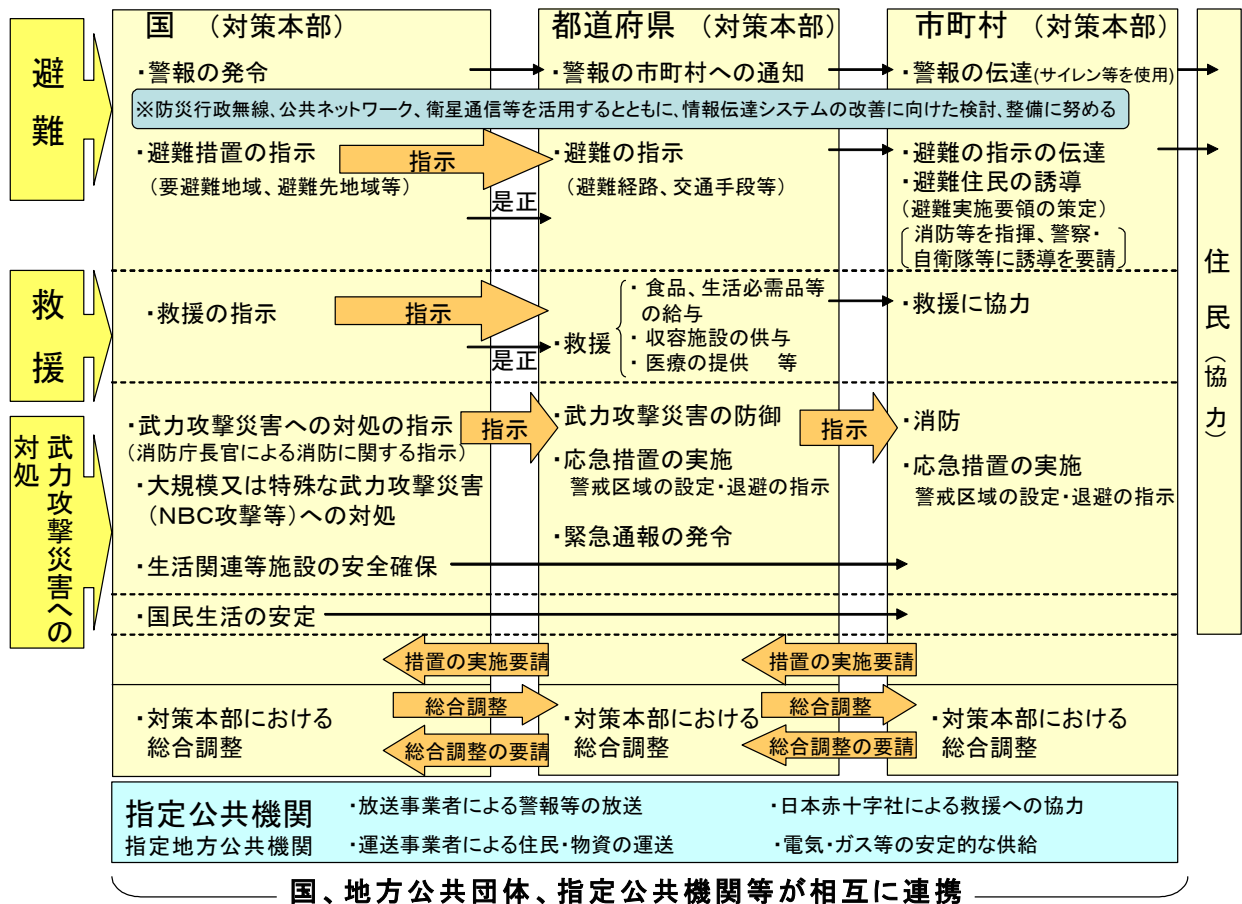 国 (対策本部)
都道府県 (対策本部)
市町村 (対策本部)
避難
・警報の発令
・警報の市町村への通知
・警報の伝達(サイレン等を使用)
※防災行政無線、公共ネットワーク、衛星通信等を活用するとともに、情報伝達システムの改善に向けた検討、整備に努める
・避難措置の指示
(要避難地域、避難先地域等)
指示
是正
・避難の指示
(避難経路、交通手段等)
・避難の指示の伝達
・避難住民の誘導
(避難実施要領の策定)
消防等を指揮、警察・
自衛隊等に誘導を要請
住民(協力)
救援
・救援の指示
指示
是正
・救援
・食品、生活必需品等
の給与
・収容施設の供与
・医療の提供 等
・救援に協力
武力攻撃災害への
対処
・武力攻撃災害への対処の指示
(消防庁長官による消防に関する指示)
・大規模又は特殊な武力攻撃災害
(NBC攻撃等)への対処
・生活関連等施設の安全確保
指示
・武力攻撃災害の防御
・応急措置の実施
警戒区域の設定・退避の指示
・緊急通報の発令
指示
・消防
・応急措置の実施
警戒区域の設定・退避の指示
・国民生活の安定
措置の実施要請
措置の実施要請
・対策本部における
総合調整
総合調整
総合調整の要請
・対策本部における
総合調整
総合調整
総合調整の要請
・対策本部における
総合調整
指定公共機関
指定地方公共機関
・放送事業者による警報等の放送
・日本赤十字社による救援への協力
・運送事業者による住民・物資の運送
・電気・ガス等の安定的な供給
国、地方公共団体、指定公共機関等が相互に連携